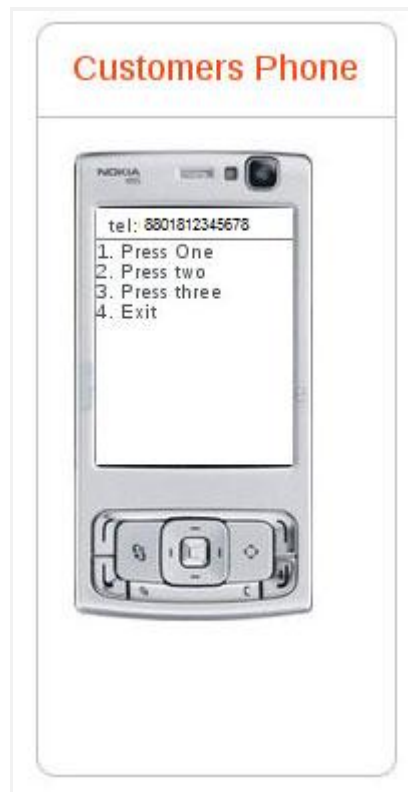 Customers Phone
NOKIA
tel: 8801812345678
1. Press One
2. Press two
3. Press three
4. Exit